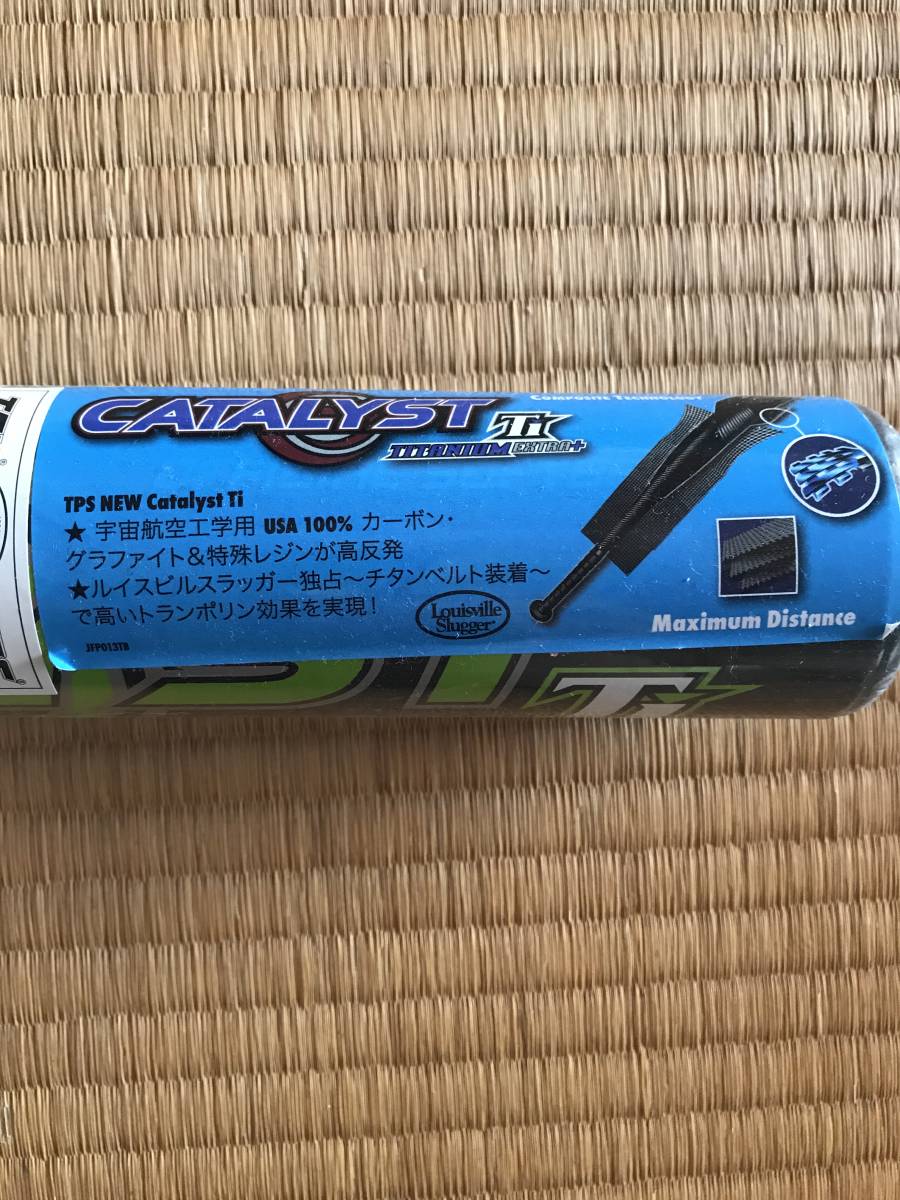 COMPOSITE TECHNOLOGY
CATALYST Ti
TITANIUM EXTRA+
TPS NEW Catalyst Ti
★ 宇宙航空工学用 USA 100% カーボン・
グラファイト&特殊レジンが高反発
★ルイスビルスラッガー独占〜チタンベルト装着〜
で高いトランポリン効果を実現!
Louisville
Slugger®
Maximum Distance
JFP013TB
Ti